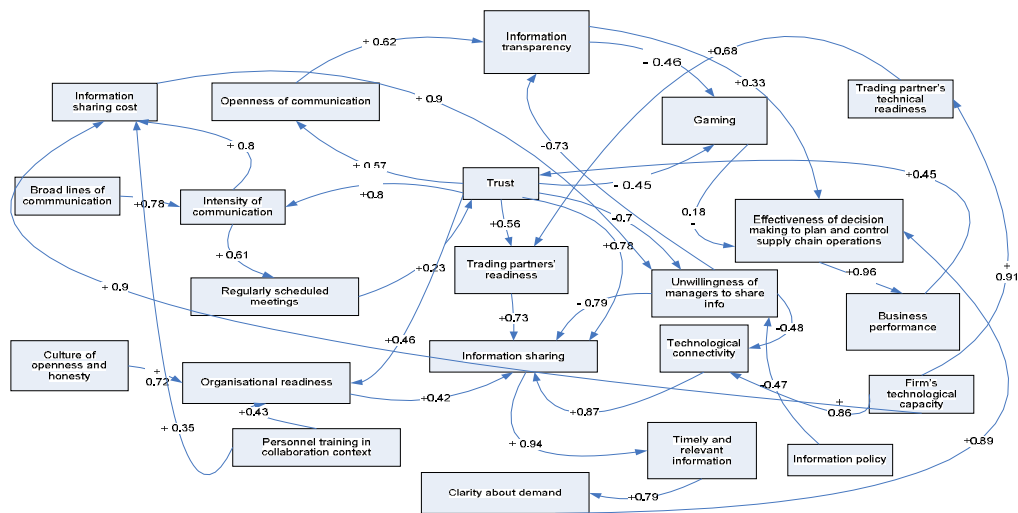 + 0.62
Information
transparency
+0.68
- 0.46
+0.33
Information
sharing cost
Openness of communication
+ 0.9
Trading partner's
technical
readiness
Gaming
+ 0.8
-0.73
+ 0.57
- 0.45
+0.45
Trust
Broad lines of
commmunication
+0.78
Intensity of
communication
+0.8
-0.7
0.18
-
Effectiveness of decision
making to plan and control
supply chain operations
+0.56
+0.78
+ 0.61
Trading partners'
readiness
+0.23
+0.96
+
0.91
Regularly scheduled
meetings
Unwillingness of
managers to share
info
+ 0.9
- 0.79
Business
performance
+0.73
-0.48
+0.46
Technological
connectivity
Culture of
openness and
honesty
Information sharing
+
0.72
Organisational readiness
-0.47
Firm's
technological
capacity
+0.42
+0.43
+0.87
+
0.86
+ 0.35
Personnel training in
collaboration context
+ 0.94
Timely and
relevant
information
+0.89
Information policy
Clarity about demand
+0.79